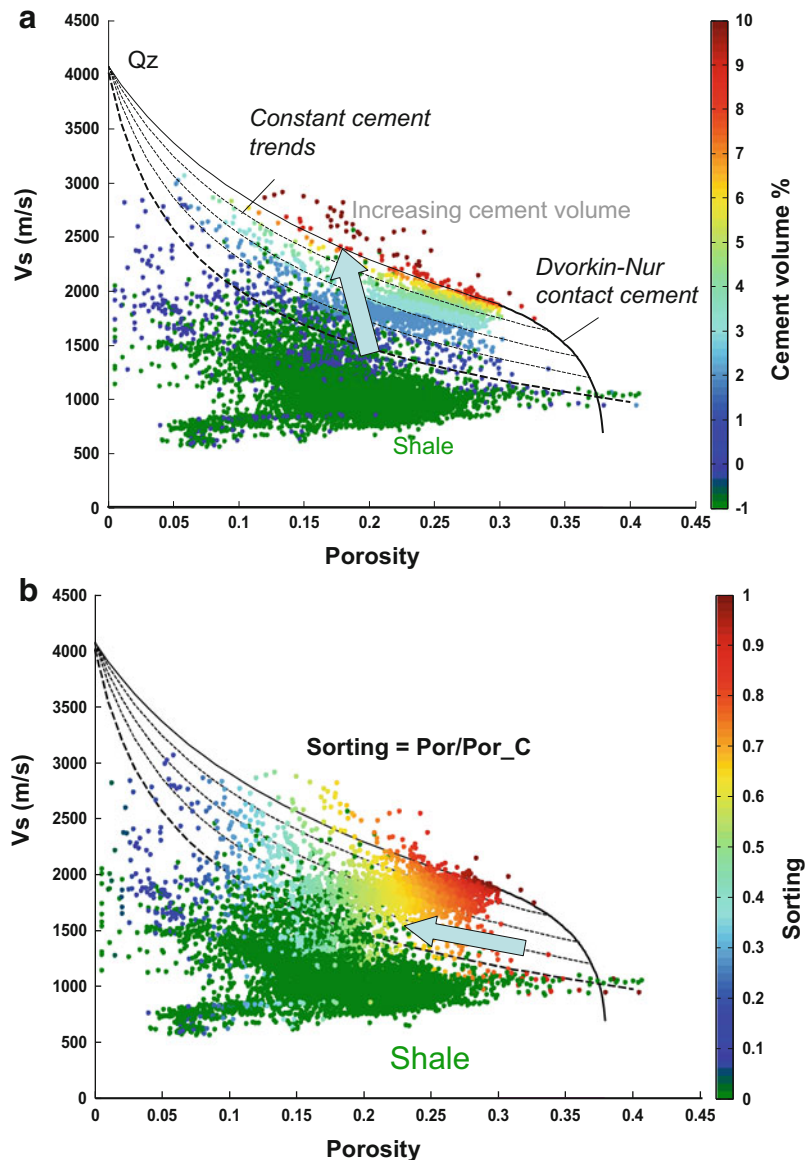 a
4500
4000
3500
3000
2500
2000
1500
1000
500
0
Vs (m/s)
Qz
Constant cement
trends
Increasing cement volume
Dvorkin-Nur
contact cement
Shale
0 0.05 0.1 0.15 0.2 0.25 0.3 0.35 0.4 0.45
Porosity
10
9
8
7
6
5
4
3
2
1
0
-1
Cement volume %
b
4500
4000
3500
3000
2500
2000
1500
1000
500
0
Vs (m/s)
Sorting = Por/Por_C
Shale
0 0.05 0.1 0.15 0.2 0.25 0.3 0.35 0.4 0.45
Porosity
1
0.9
0.8
0.7
0.6
0.5
0.4
0.3
0.2
0.1
0
Sorting